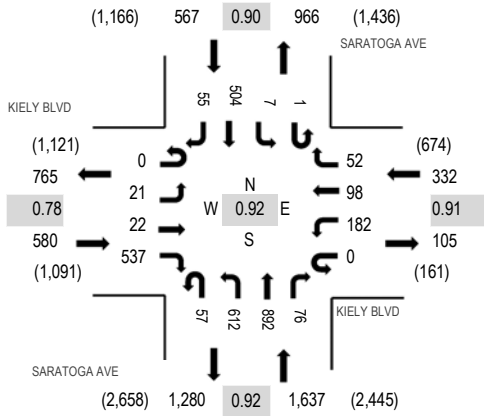 (1,166) 567 0.90 966 (1,436)
SARATOGA AVE
KIELY BLVD
55 504 7 1
(1,121) (674)
765 0 52 332
0.78 21 N 98 0.91
W 0.92 E
580 22 S 182 105
(1,091) 537 0 (161)
57 612 892 76
KIELY BLVD
SARATOGA AVE
(2,658) 1,280 0.92 1,637 (2,445)